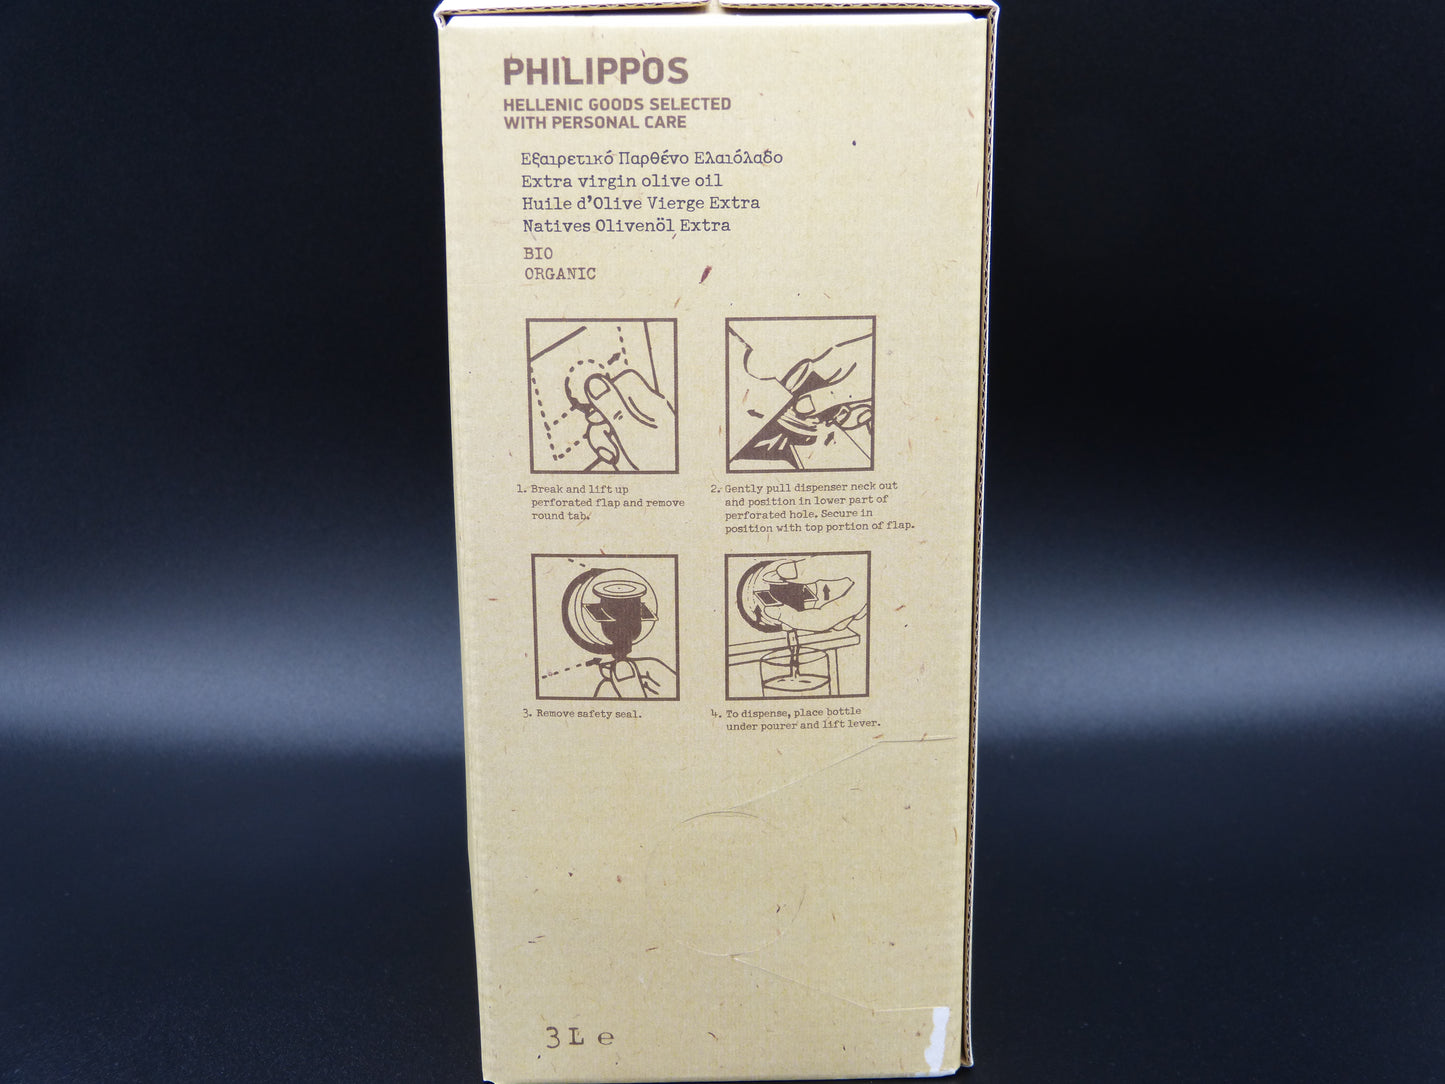 PHILIPPOS
HELLENIC GOODS SELECTED
WITH PERSONAL CARE
Εξαιρετικό Παρθένο Ελαιόλαδο
Extra virgin olive oil
Huile d’Olive Vierge Extra
Natives Olivenöl Extra
BIO
ORGANIC
1. Break and lift up
perforated flap and remove
round tab.
2. Gently pull dispenser neck out
and position in lower part of
perforated hole. Secure in
position with top portion of flap.
3. Remove safety seal.
4. To dispense, place bottle
under pourer and lift lever.
3L e